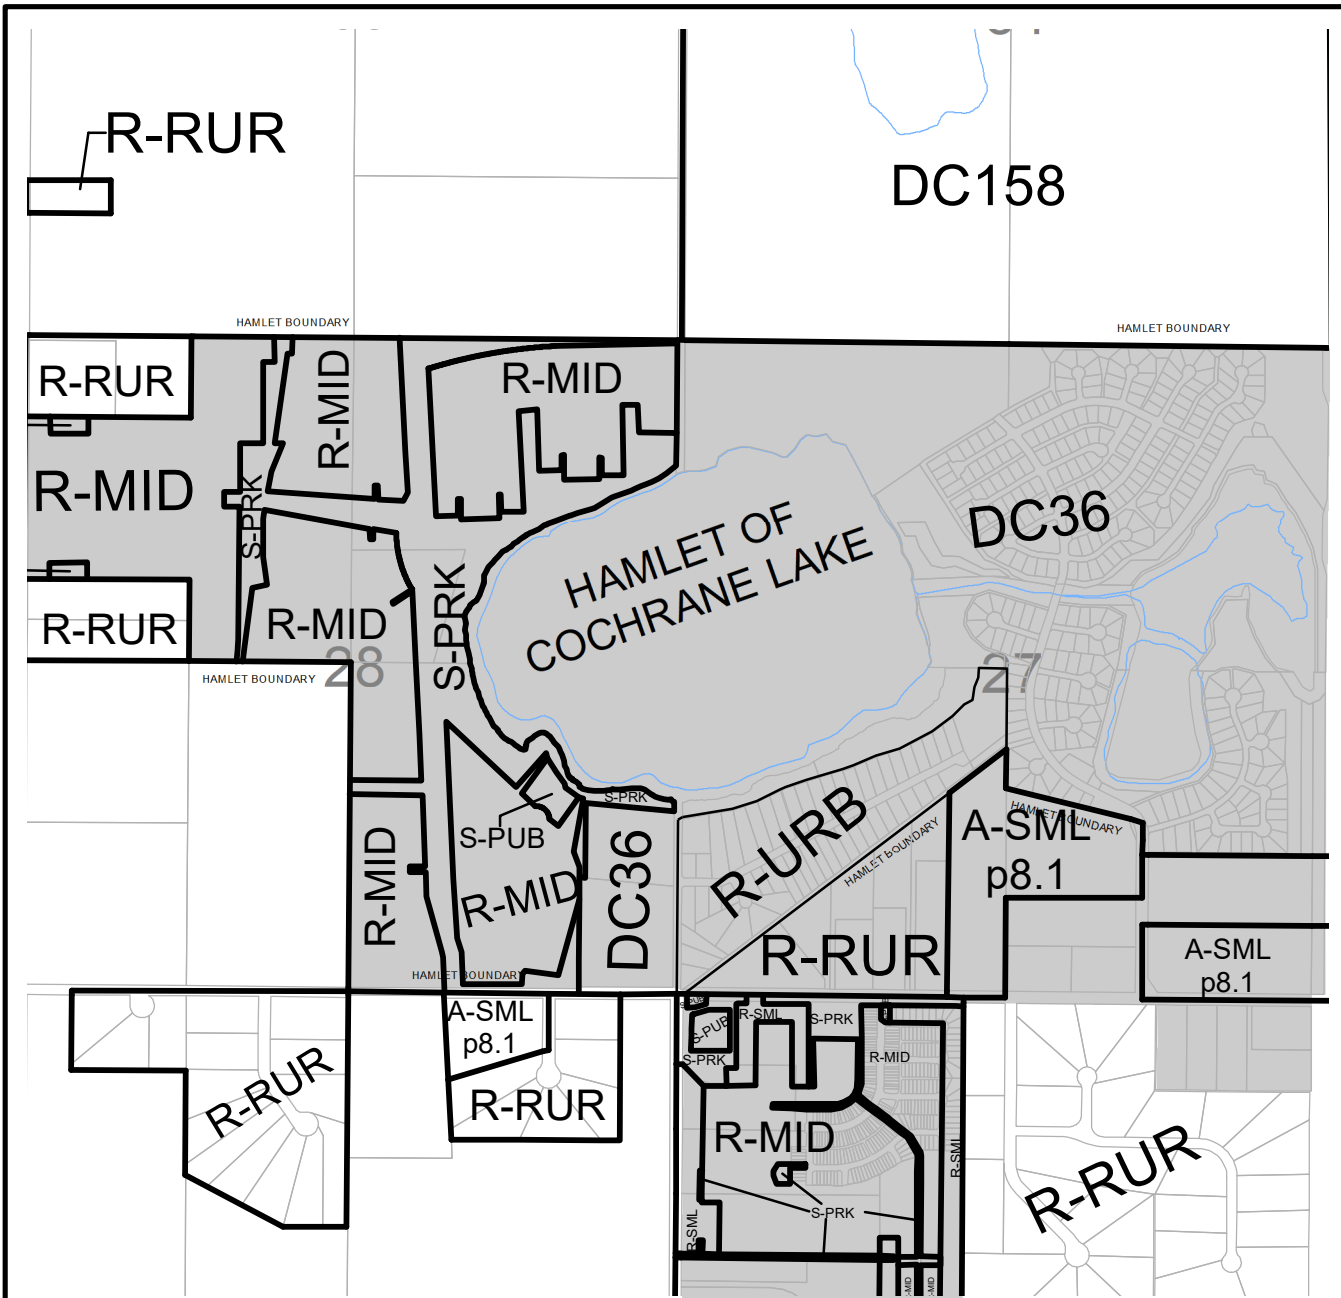 R-RUR
DC158
HAMLET BOUNDARY
HAMLET BOUNDARY
R-RUR
R-MID
R-MID
R-MID
S-PRK
DC36
HAMLET OF
COCHRANE LAKE
R-RUR
R-MID
S-PRK
28
27
HAMLET BOUNDARY
S-PRK
S-PUB
R-MID
R-MID
DC36
R-URB
HAMLET BOUNDARY
HAMLET BOUNDARY
A-SML
p8.1
R-RUR
A-SML
p8.1
HAMLET BOUNDARY
A-SML
p8.1
R-RUR
R-RUR
S-PUB
R-SML
S-PRK
S-PUB
S-PRK
R-MID
R-MID
R-SML
S-PRK
R-SML
R-RUR